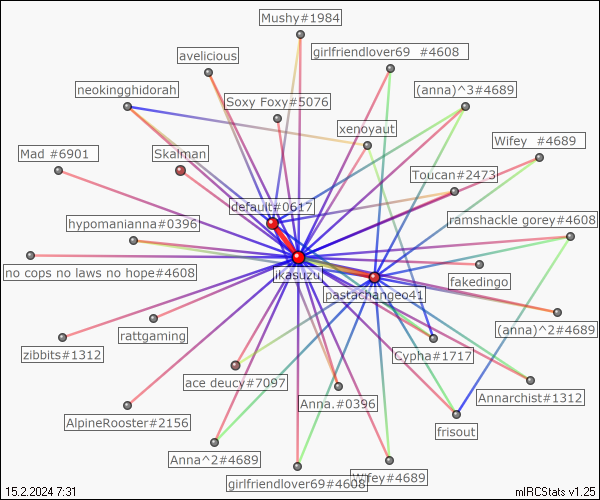 Mushy#1984
girlfriendlover69 #4608
avelicious
neokingghidorah
(anna)^3#4689
Soxy Foxy#5076
xenoyaut
Wifey #4689
Mad #6901
Skalman
Toucan#2473
default#0617
ramshackle gorey#4608
hypomanianna#0396
no cops no laws no hope#4608
ikasuzu
fakedingo
pastachangeo41
rattgaming
(anna)^2#4689
zibbits#1312
Cypha#1717
ace deucy#7097
Annarchist#1312
Anna.#0396
AlpineRooster#2156
frisout
Anna^2#4689
girlfriendlover69#4608
Wifey#4689
15.2.2024 7:31
mIRCStats v1.25